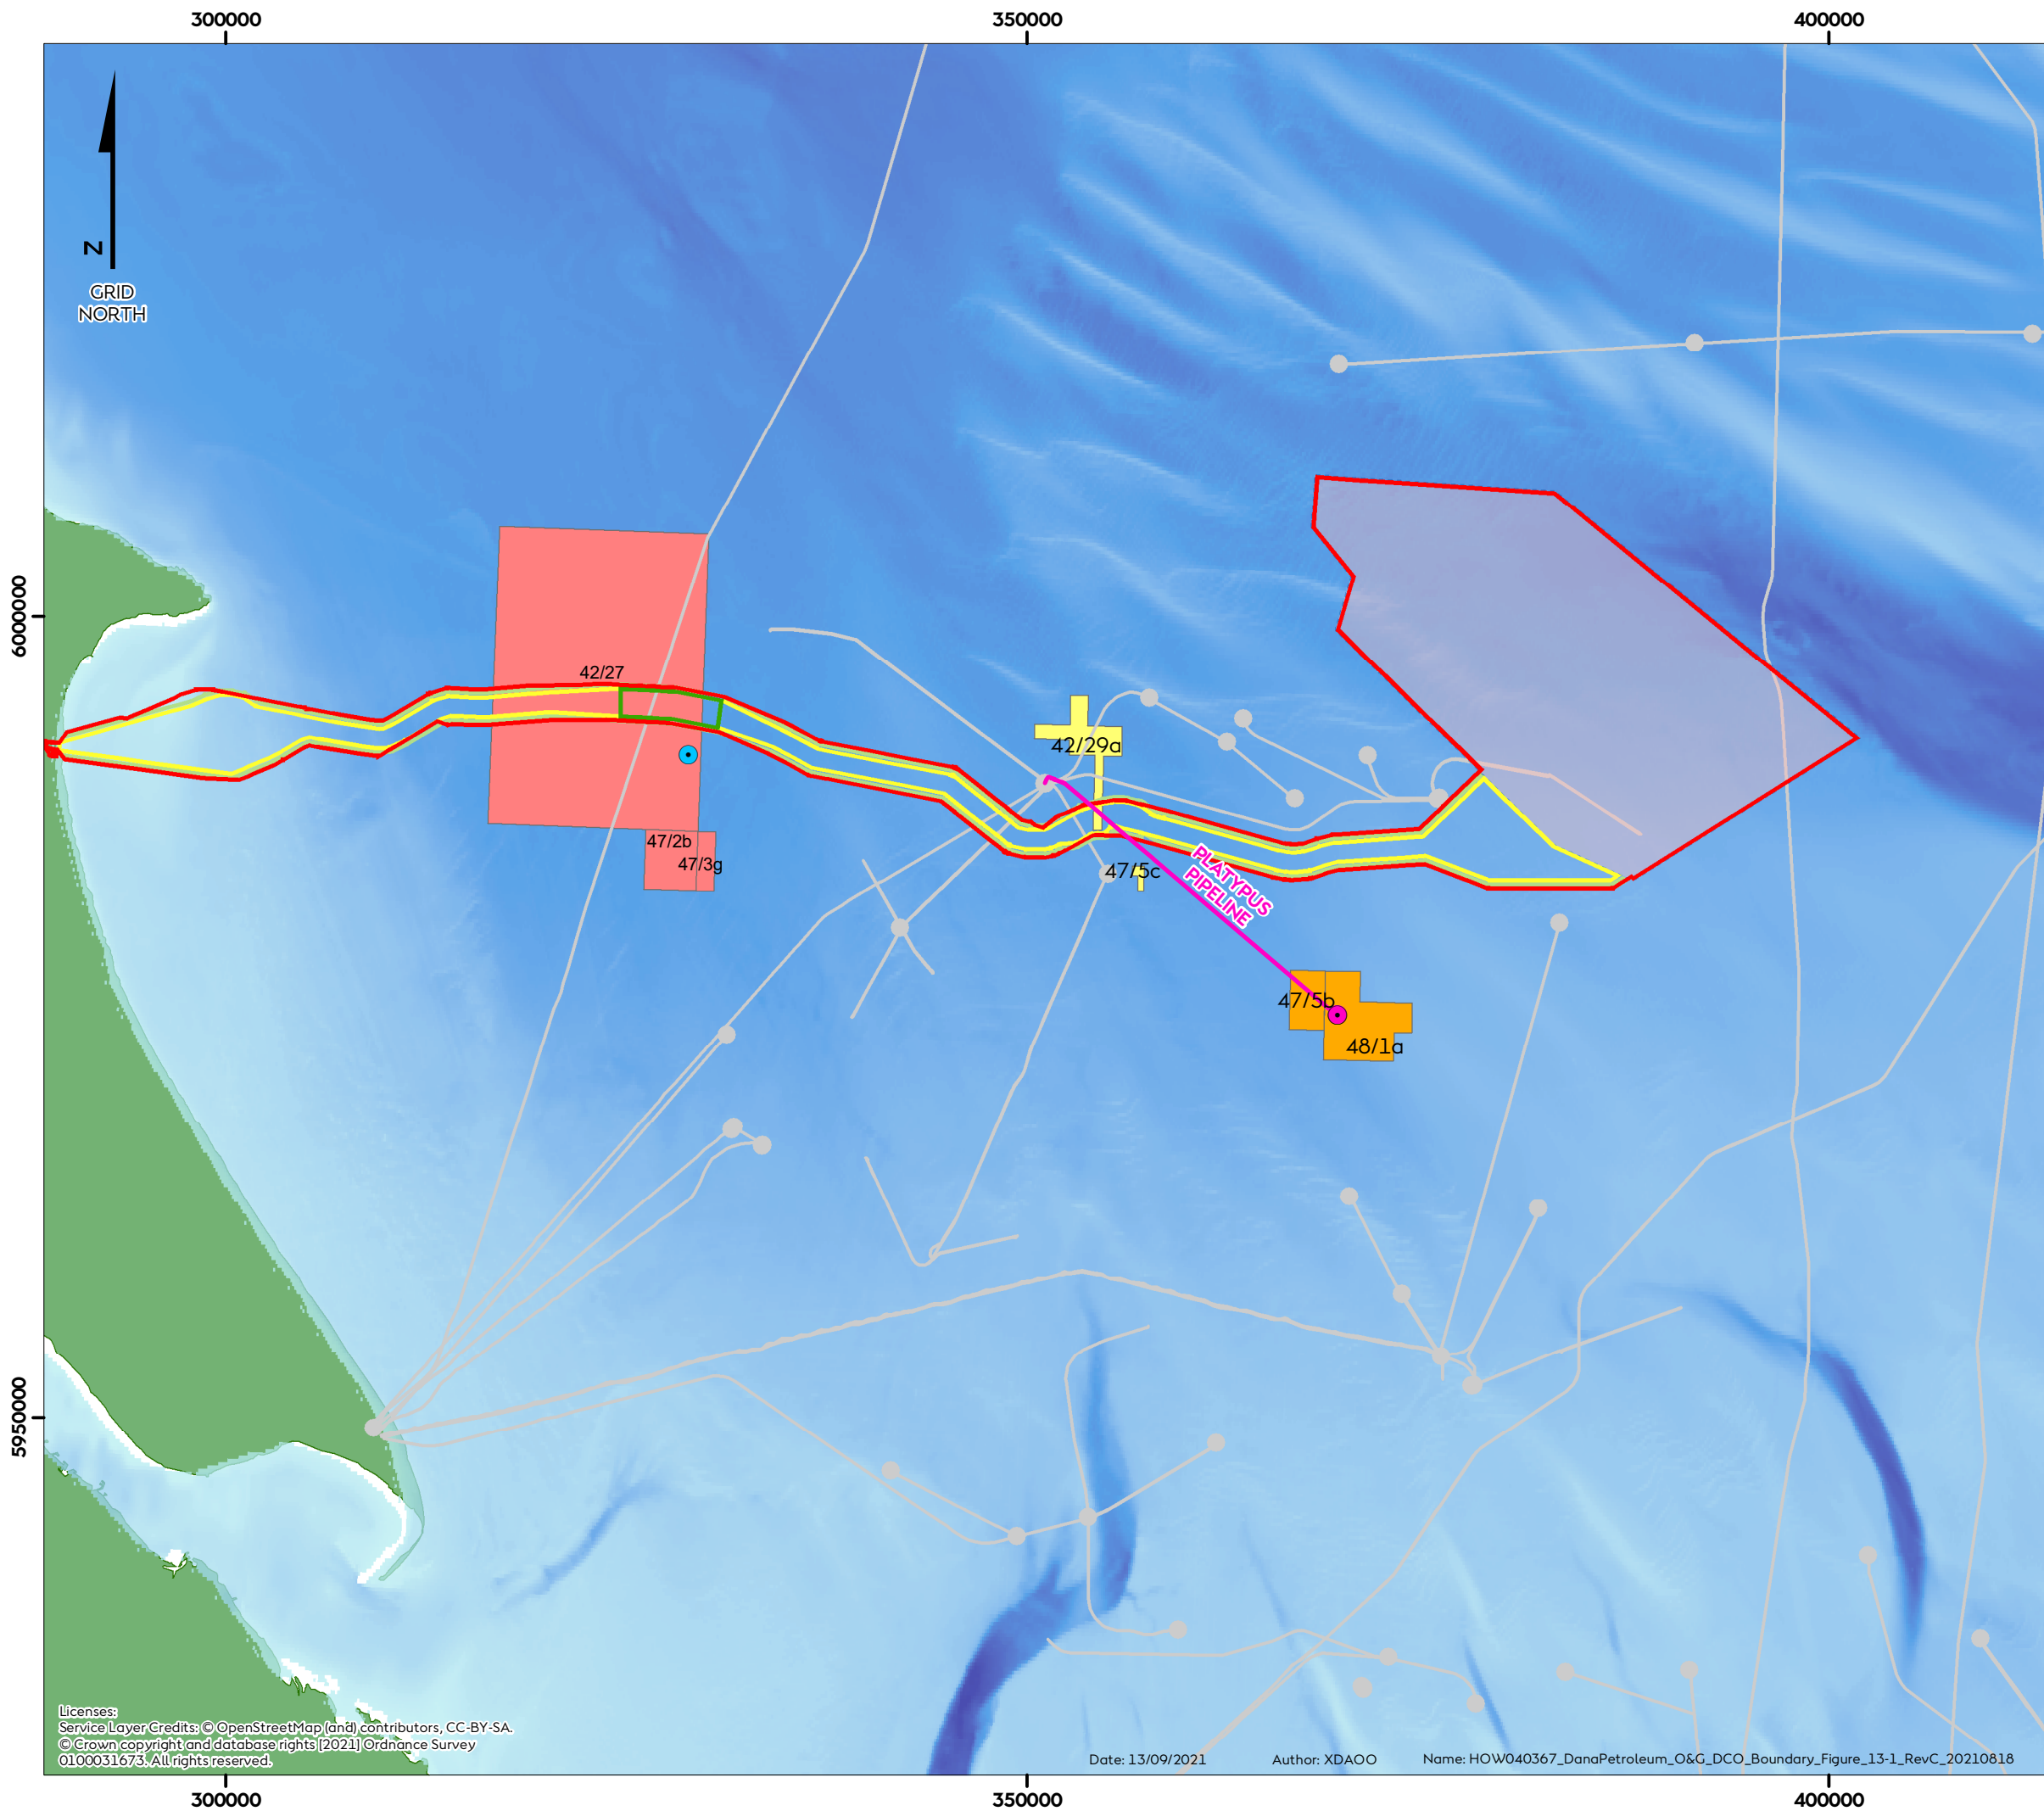 300000
350000
400000
N
GRID
NORTH
6000000
5950000
42/27
47/2b
47/3g
42/29a
47/5c
PLATYPUS
PIPELINE
47/5b
48/1a
Licenses:
Service Layer Credits: © OpenStreetMap (and) contributors, CC-BY-SA.
© Crown copyright and database rights [2021] Ordnance Survey
0100031673. All rights reserved.
Date: 13/09/2021 Author: XDAOO Name: HOW040367_DanaPetroleum_O&G_DCO_Boundary_Figure_13-1_RevC_20210818
300000
350000
400000